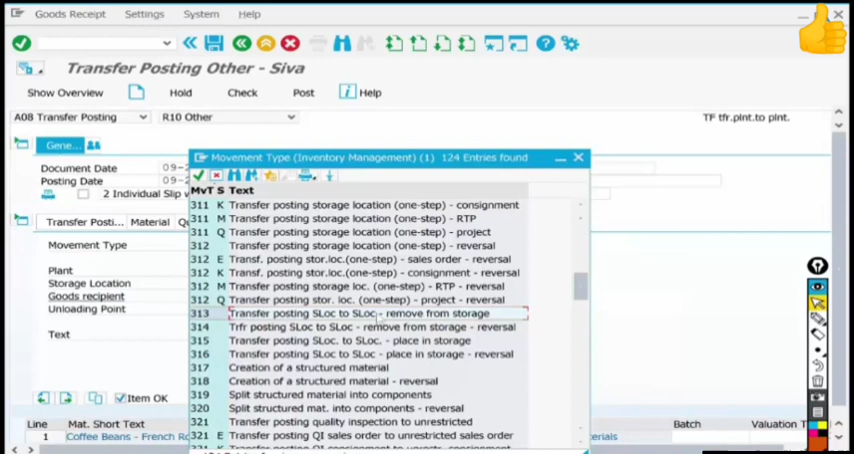 Goods Receipt Settings System Help
Transfer Posting Other - Siva
Show Overview Hold Check Post Help
A08 Transfer Posting R10 Other TF tfr.plnt.to plnt.
Gene...
Movement Type (Inventory Management) (1) 124 Entries found
Document Date 09-2
Posting Date 09-2
2 Individual Slip
MvT S Text
311 K Transfer posting storage location (one-step) - consignment
311 M Transfer posting storage location (one-step) - RTP
311 Q Transfer posting storage location (one-step) - project
312 Transfer posting storage location (one-step) - reversal
312 E Transf. posting stor.loc.(one-step) - sales order - reversal
312 K Transf. posting stor.loc.(one-step) - consignment - reversal
312 M Transfer posting storage loc. (one-step) - RTP - reversal
312 Q Transfer posting stor. loc. (one-step) - project - reversal
313 Transfer posting SLoc to SLoc - remove from storage
314 Trfr posting SLoc to SLoc - remove from storage - reversal
315 Transfer posting SLoc. to SLoc. - place in storage
316 Transfer posting SLoc to SLoc - place in storage - reversal
317 Creation of a structured material
318 Creation of a structured material - reversal
319 Split structured material into components
320 Split structured mat. into components - reversal
321 Transfer posting quality inspection to unrestricted
321 E Transfer posting QI sales order to unrestricted sales order
Transfer Posti... Material Qu
Movement Type
Plant
Storage Location
Goods recipient
Unloading Point
Text
Item OK
Line Mat. Short Text Batch Valuation T
1 Coffee Beans - French Ro